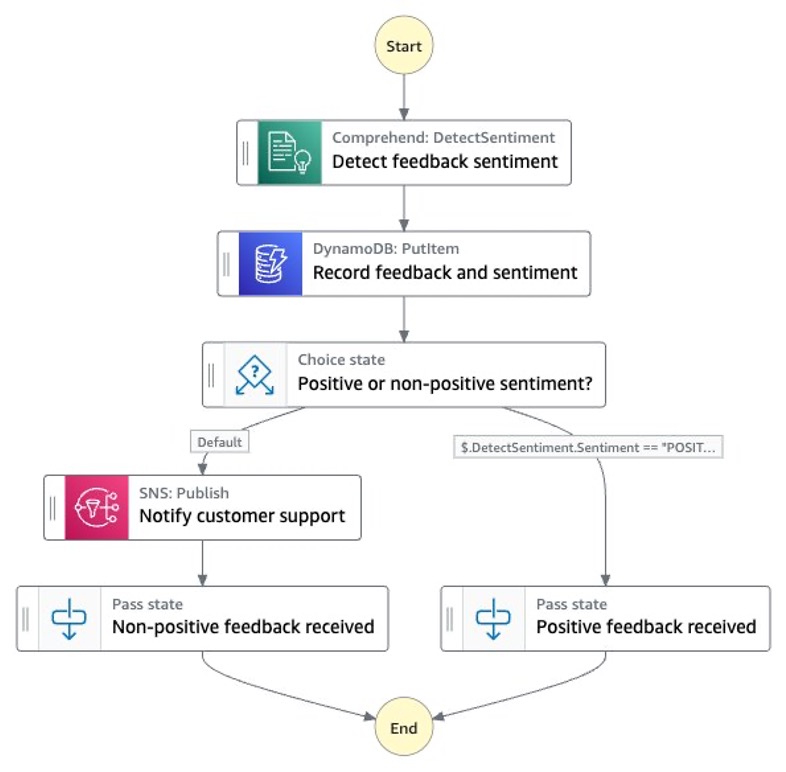 Start
Comprehend: DetectSentiment
Detect feedback sentiment
DynamoDB: PutItem
Record feedback and sentiment
?
Choice state
Positive or non-positive sentiment?
Default
$.DetectSentiment.Sentiment == "POSIT...
SNS: Publish
Notify customer support
Pass state
Non-positive feedback received
Pass state
Positive feedback received
End